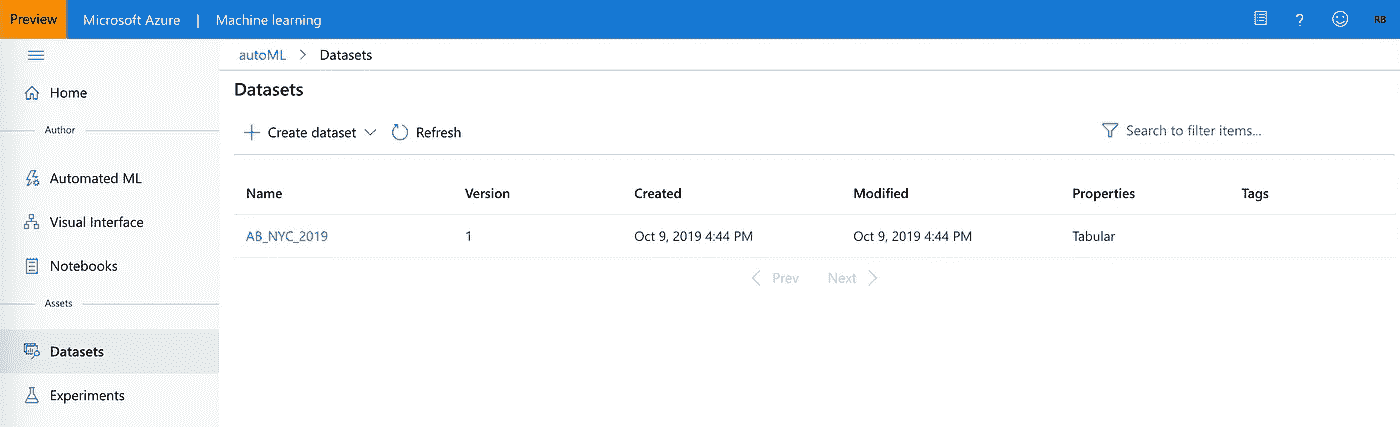 Preview Microsoft Azure | Machine learning ? RB
autoML > Datasets
Home
Datasets
Author
Create dataset Refresh Search to filter items...
Automated ML
Name Version Created Modified Properties Tags
Visual Interface
AB_NYC_2019 1 Oct 9, 2019 4:44 PM Oct 9, 2019 4:44 PM Tabular
Notebooks
Prev Next
Assets
Datasets
Experiments